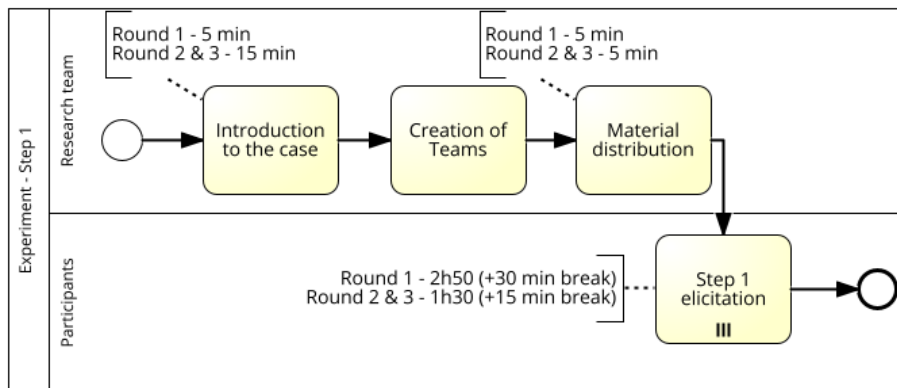 Experiment - Step 1
Research team
Round 1 - 5 min
Round 2 & 3 - 15 min
Round 1 - 5 min
Round 2 & 3 - 5 min
Introduction
to the case
Creation of
Teams
Material
distribution
Participants
Round 1 - 2h50 (+30 min break)
Round 2 & 3 - 1h30 (+15 min break)
Step 1
elicitation